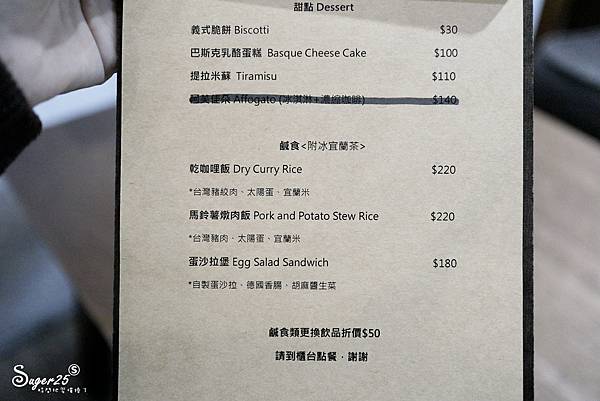 甜點 Dessert
義式脆餅 Biscotti $30
巴斯克乳酪蛋糕 Basque Cheese Cake $100
提拉米蘇 Tiramisu $110
阿芙佳朵 Affogato (冰淇淋+濃縮咖啡) $140
鹹食<附冰宜蘭茶>
乾咖哩飯 Dry Curry Rice $220
*台灣豬絞肉、太陽蛋、宜蘭米
馬鈴薯燉肉飯 Pork and Potato Stew Rice $220
*台灣豬肉、太陽蛋、宜蘭米
蛋沙拉堡 Egg Salad Sandwich $180
*自製蛋沙拉、德國香腸、胡麻醬生菜
鹹食類更換飲品折價$50
請到櫃台點餐，謝謝
Suger25 S